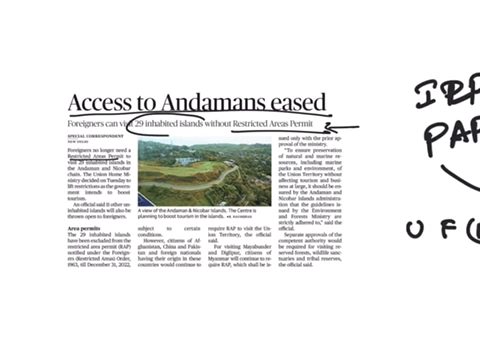 Access to Andamans eased
Foreigners can visit 29 inhabited islands without Restricted Areas Permit
SPECIAL CORRESPONDENT
NEW DELHI
Foreigners no longer need a
Restricted Areas Permit to
visit 29 inhabited islands in
the Andaman and Nicobar
chain. The Union Home Mi-
nistry decided on Tuesday to
lift restrictions as the govern-
ment intends to boost
tourism.
An official said 11 other un-
inhabited islands will also be
thrown open to foreigners.
Area permits
The 29 inhabited islands
have been excluded from the
restricted area permit (RAP)
notified under the Foreign-
ers (Restricted Areas) Order,
1963, till December 31, 2022,
A view of the Andaman & Nicobar Islands. The Centre is
planning to boost tourism in the islands.
subject to certain
conditions.
However, citizens of Af-
ghanistan, China and Pakis-
tan and foreign nationals
having their origin in these
countries would continue to
require RAP to visit the Un-
ion Territory, the official
said.
For visiting Mayabunder
and Diglipur, citizens of
Myanmar will continue to re-
quire RAP, which shall be is-
sued only with the prior ap-
proval of the ministry.
"To ensure preservation
of natural and marine re-
sources, including marine
parks and environment, of
the Union Territory without
affecting tourism and busi-
ness at large, it should be en-
sured by the Andaman and
Nicobar Islands administra-
tion that the guidelines is-
sued by the Environment
and Forests Ministry are
strictly adhered to," said the
official.
Separate approvals of the
competent authority would
be required for visiting re-
served forests, wildlife sanc-
tuaries and tribal reserves,
the official said.
PAP